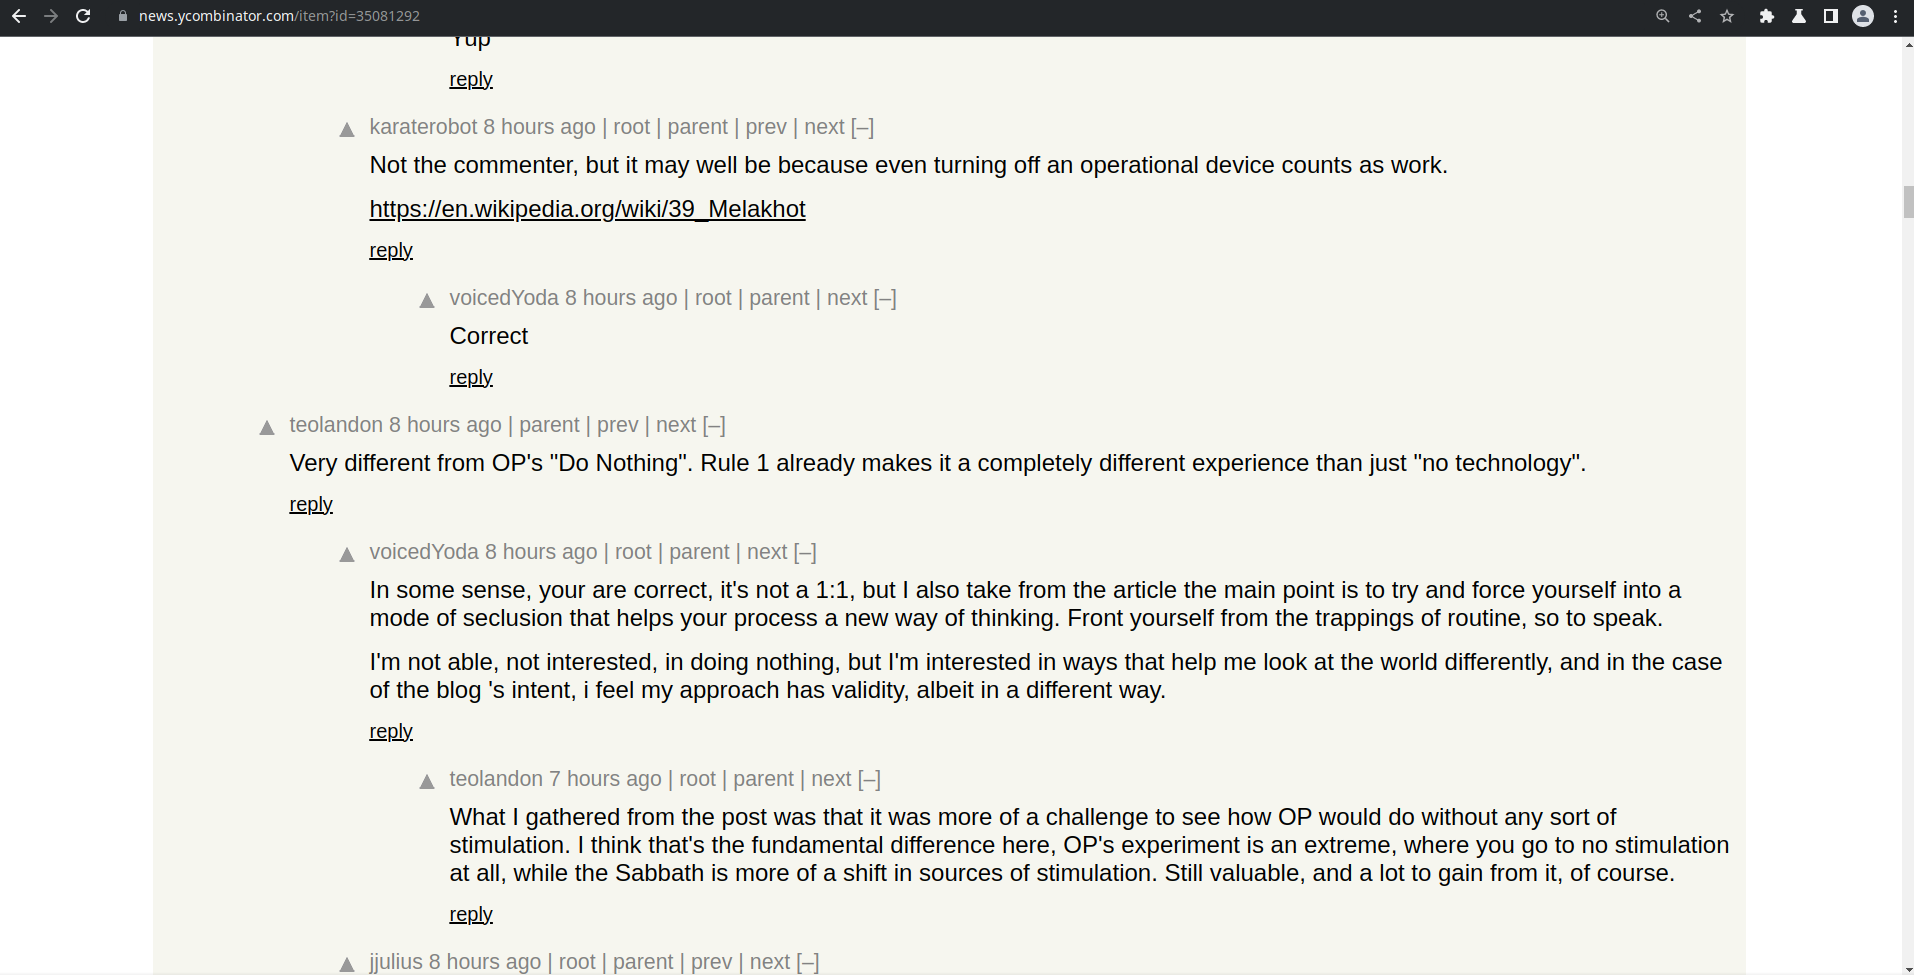 news.ycombinator.com/item?id=35081292
Yup
reply
karaterobot 8 hours ago | root | parent | prev | next [–]
Not the commenter, but it may well be because even turning off an operational device counts as work.
https://en.wikipedia.org/wiki/39_Melakhot
reply
voicedYoda 8 hours ago | root | parent | next [–]
Correct
reply
teolandon 8 hours ago | parent | prev | next [–]
Very different from OP's "Do Nothing". Rule 1 already makes it a completely different experience than just "no technology".
reply
voicedYoda 8 hours ago | root | parent | next [–]
In some sense, your are correct, it's not a 1:1, but I also take from the article the main point is to try and force yourself into a
mode of seclusion that helps your process a new way of thinking. Front yourself from the trappings of routine, so to speak.
I'm not able, not interested, in doing nothing, but I'm interested in ways that help me look at the world differently, and in the case
of the blog 's intent, i feel my approach has validity, albeit in a different way.
reply
teolandon 7 hours ago | root | parent | next [–]
What I gathered from the post was that it was more of a challenge to see how OP would do without any sort of
stimulation. I think that's the fundamental difference here, OP's experiment is an extreme, where you go to no stimulation
at all, while the Sabbath is more of a shift in sources of stimulation. Still valuable, and a lot to gain from it, of course.
reply
jjulius 8 hours ago | root | parent | prev | next [–]